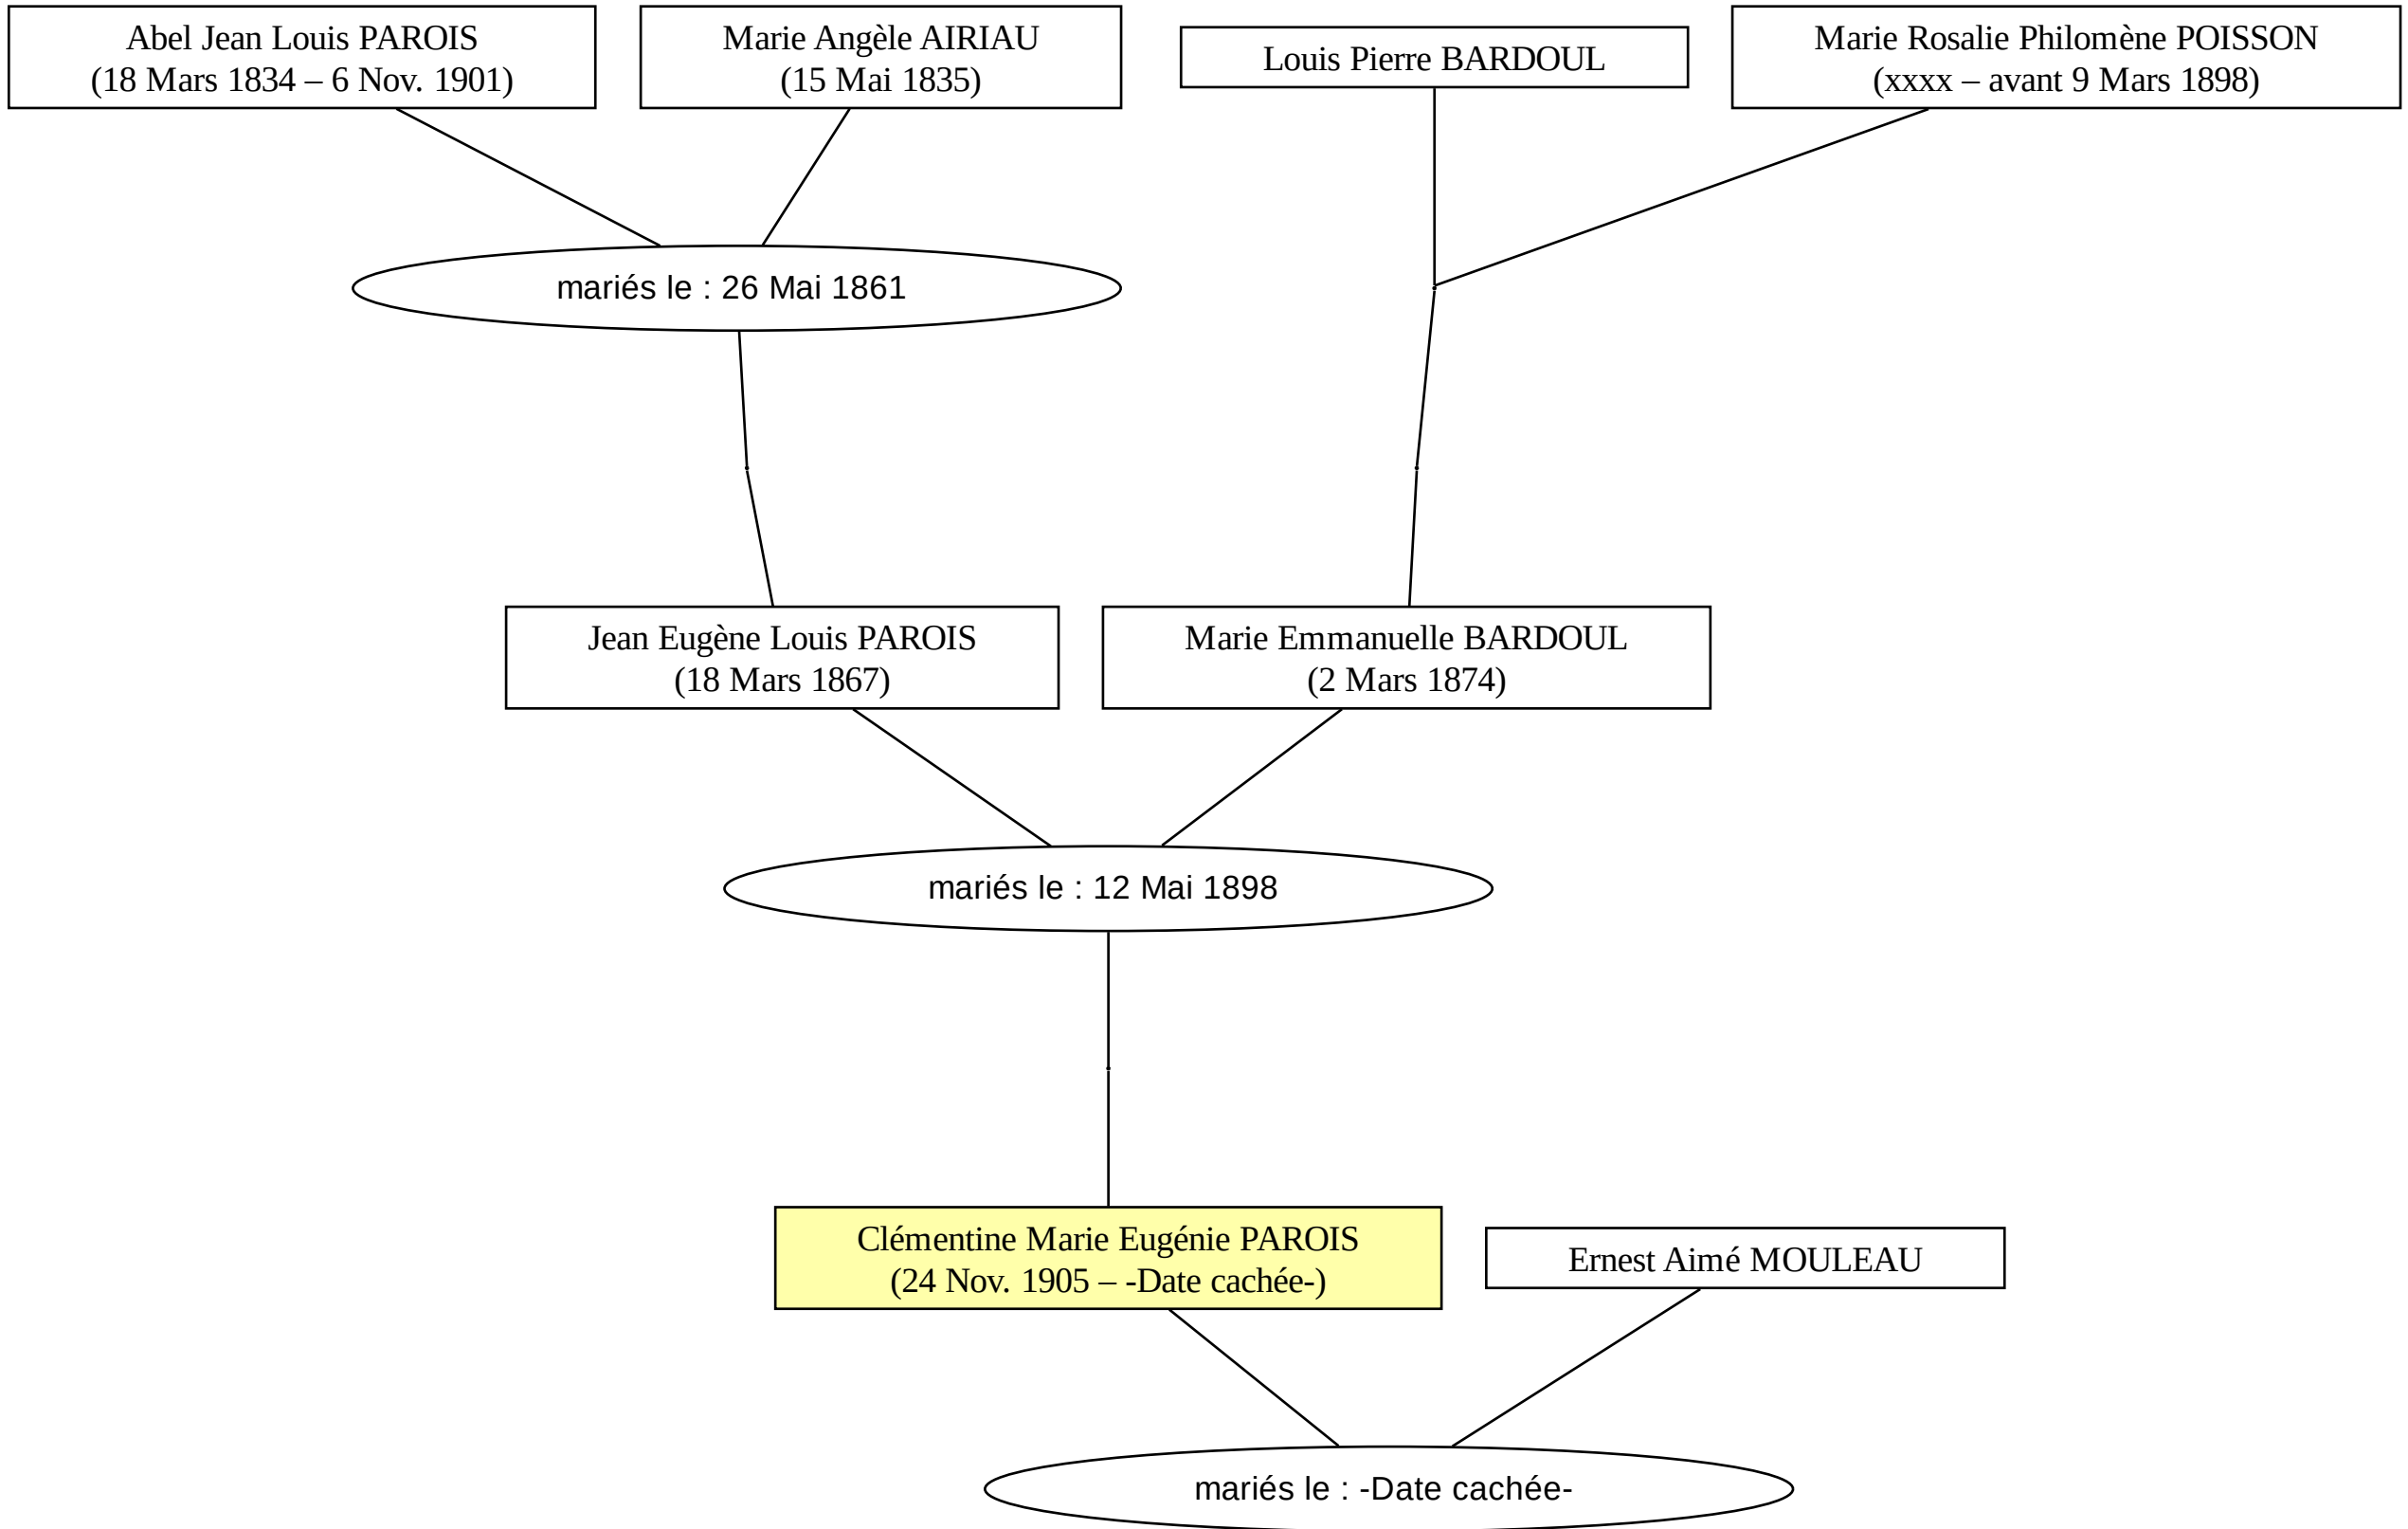 Abel Jean Louis PAROIS
(18 Mars 1834 – 6 Nov. 1901)
Marie Angèle AIRIAU
(15 Mai 1835)
Louis Pierre BARDOUL
Marie Rosalie Philomène POISSON
(xxxx – avant 9 Mars 1898)
mariés le : 26 Mai 1861
Jean Eugène Louis PAROIS
(18 Mars 1867)
Marie Emmanuelle BARDOUL
(2 Mars 1874)
mariés le : 12 Mai 1898
Clémentine Marie Eugénie PAROIS
(24 Nov. 1905 – -Date cachée-)
Ernest Aimé MOULEAU
mariés le : -Date cachée-